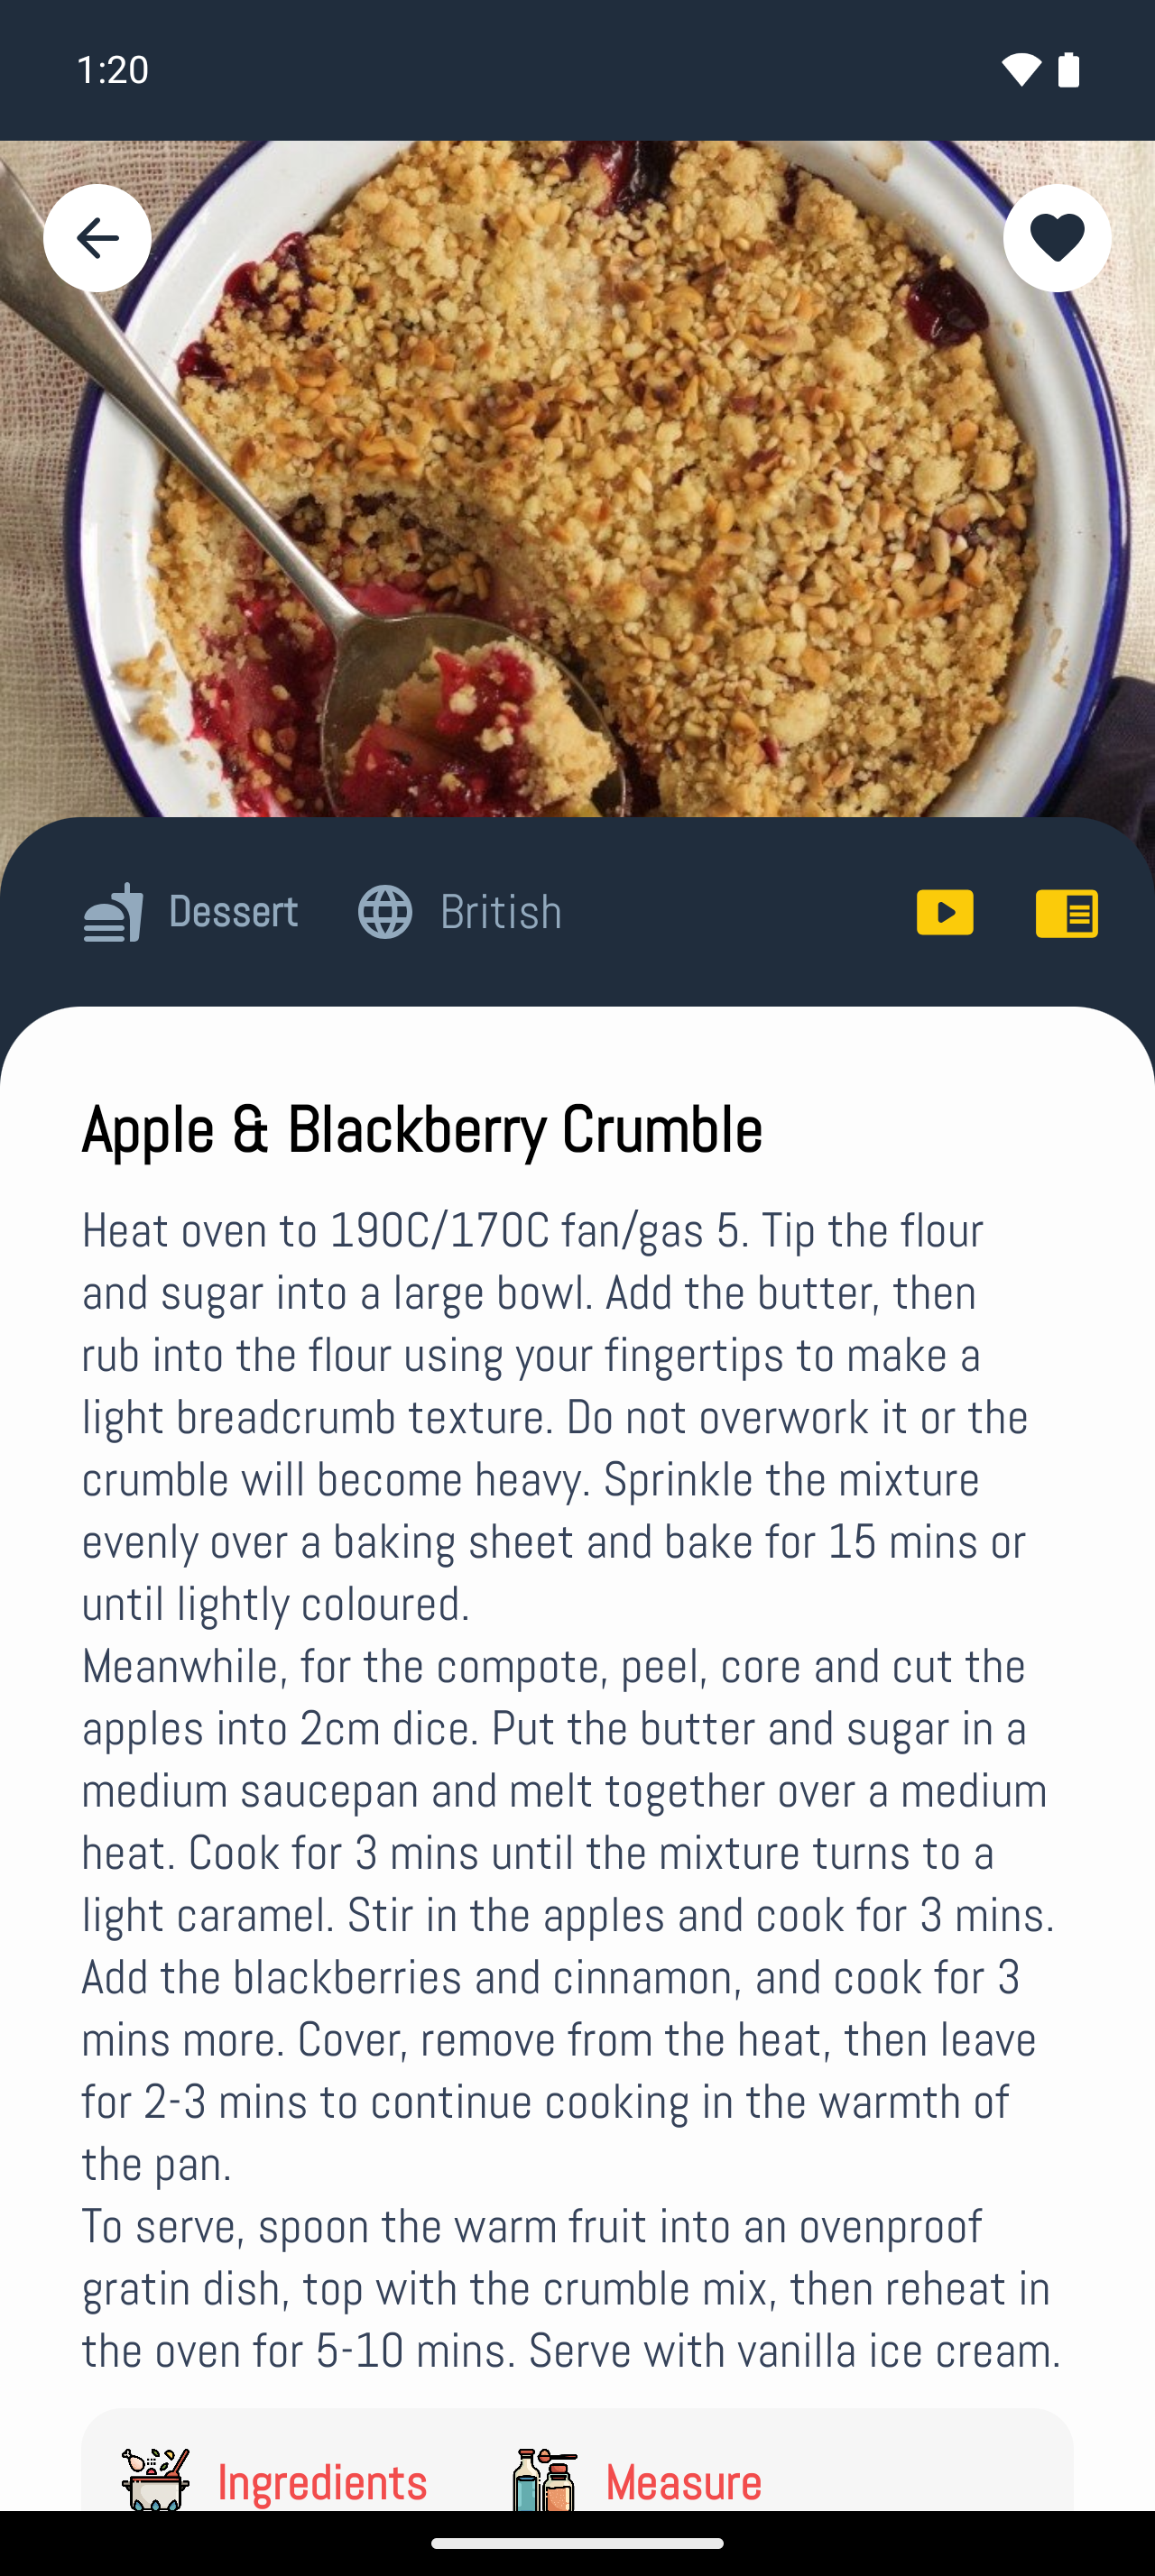 1:20
Dessert
British
Apple & Blackberry Crumble
Heat oven to 190C/170C fan/gas 5. Tip the flour
and sugar into a large bowl. Add the butter, then
rub into the flour using your fingertips to make a
light breadcrumb texture. Do not overwork it or the
crumble will become heavy. Sprinkle the mixture
evenly over a baking sheet and bake for 15 mins or
until lightly coloured.
Meanwhile, for the compote, peel, core and cut the
apples into 2cm dice. Put the butter and sugar in a
medium saucepan and melt together over a medium
heat. Cook for 3 mins until the mixture turns to a
light caramel. Stir in the apples and cook for 3 mins.
Add the blackberries and cinnamon, and cook for 3
mins more. Cover, remove from the heat, then leave
for 2-3 mins to continue cooking in the warmth of
the pan.
To serve, spoon the warm fruit into an ovenproof
gratin dish, top with the crumble mix, then reheat in
the oven for 5-10 mins. Serve with vanilla ice cream.
Ingredients
Measure